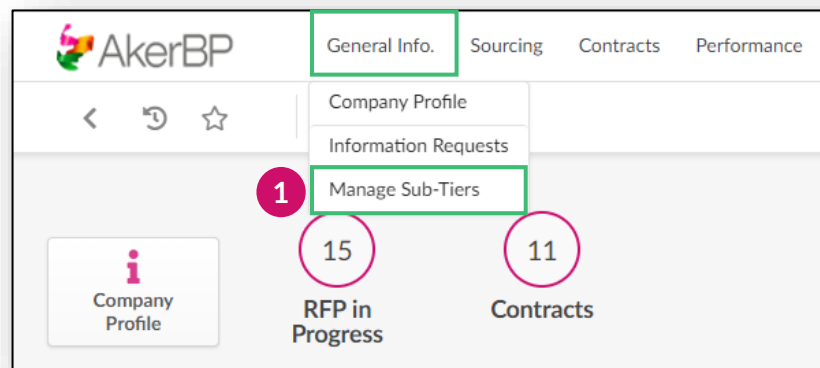 AkerBP
General Info. Sourcing Contracts Performance
Company Profile
Information Requests
1 Manage Sub-Tiers
15 11
Company
Profile
RFP in
Progress
Contracts